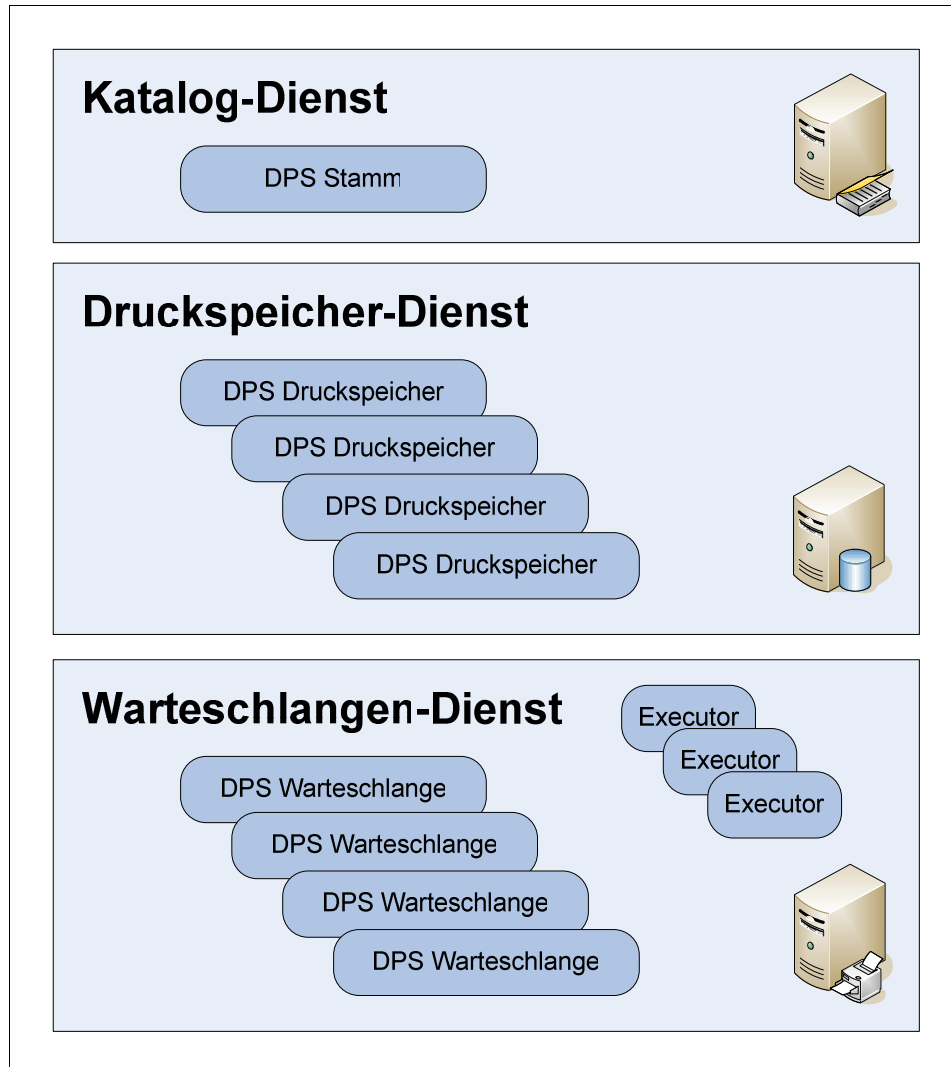 Katalog-Dienst
DPS Stamm
Druckspeicher-Dienst
DPS Druckspeicher
DPS Druckspeicher
DPS Druckspeicher
DPS Druckspeicher
Warteschlangen-Dienst
Executor
Executor
Executor
DPS Warteschlange
DPS Warteschlange
DPS Warteschlange
DPS Warteschlange